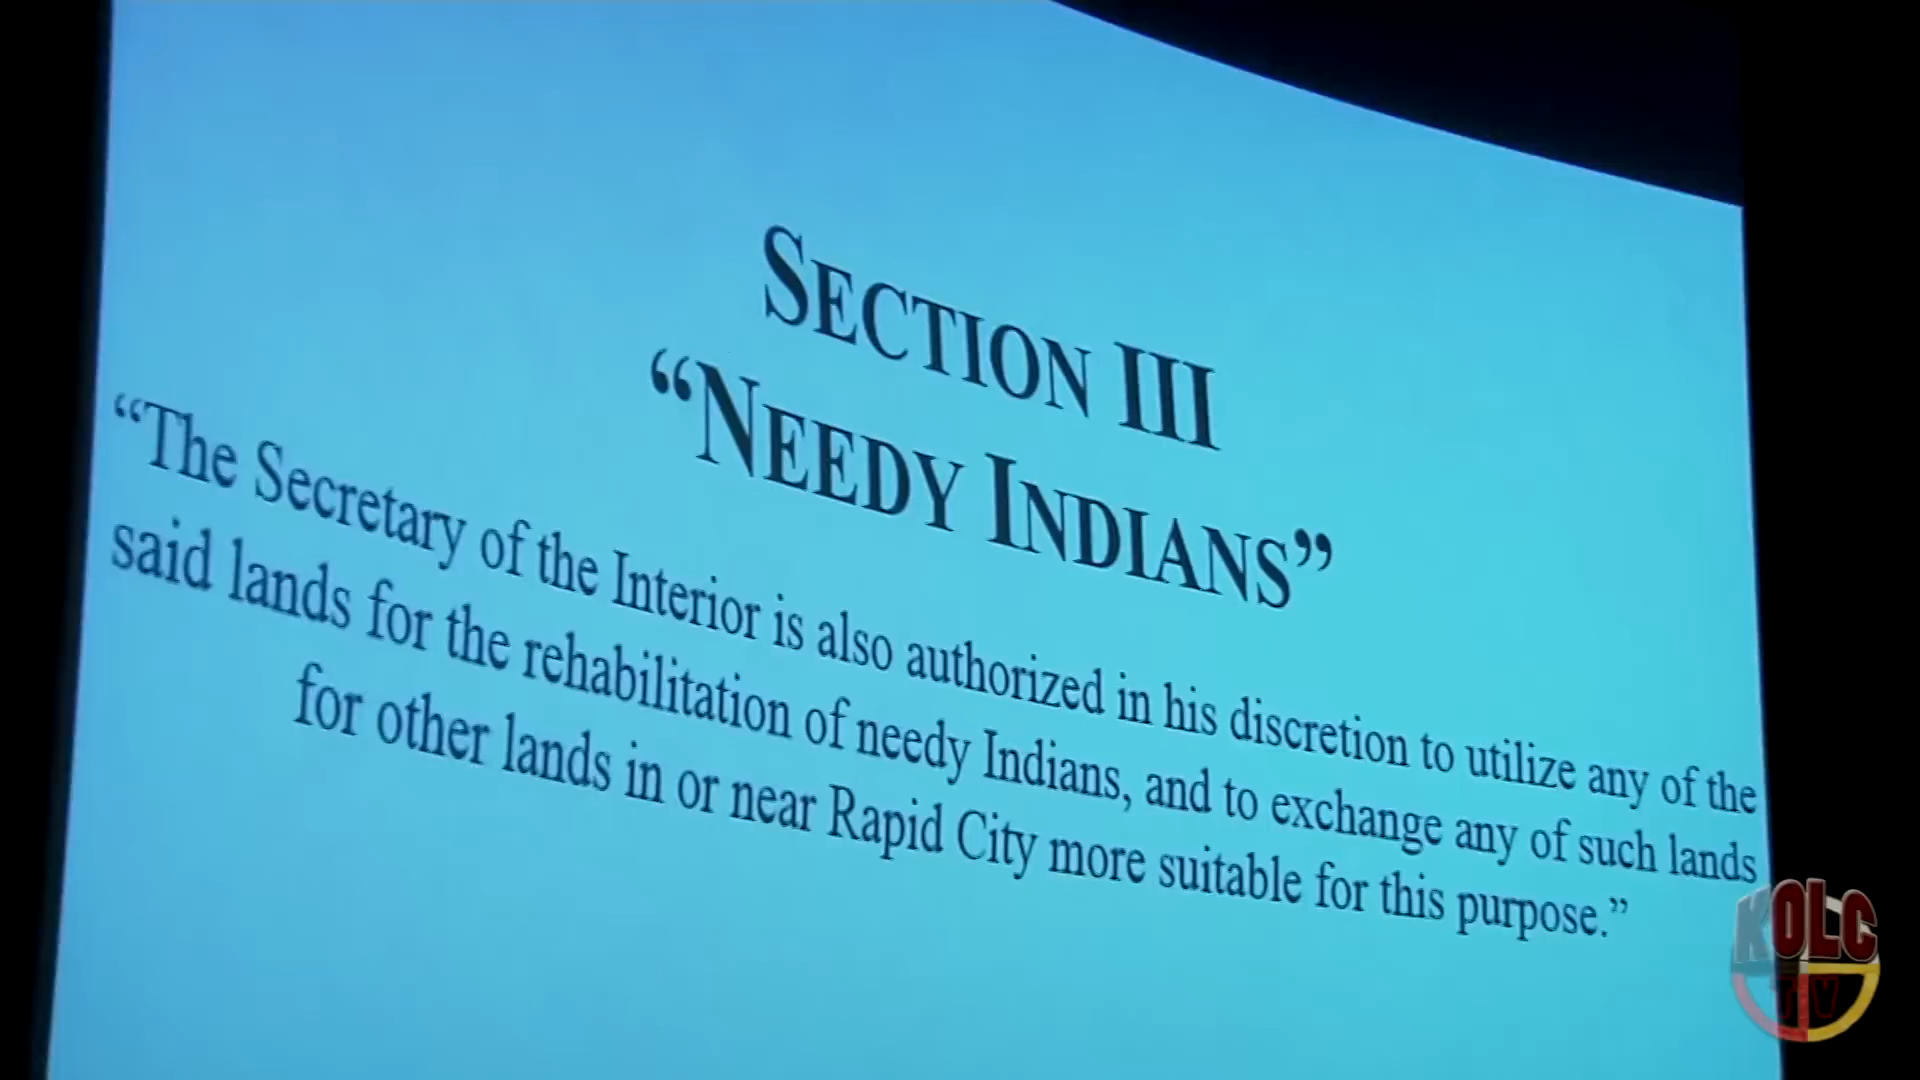 SECTION III
“NEEDY INDIANS”
“The Secretary of the Interior is also authorized in his discretion to utilize any of the
said lands for the rehabilitation of needy Indians, and to exchange any of such lands
for other lands in or near Rapid City more suitable for this purpose.”
KOLC
TV